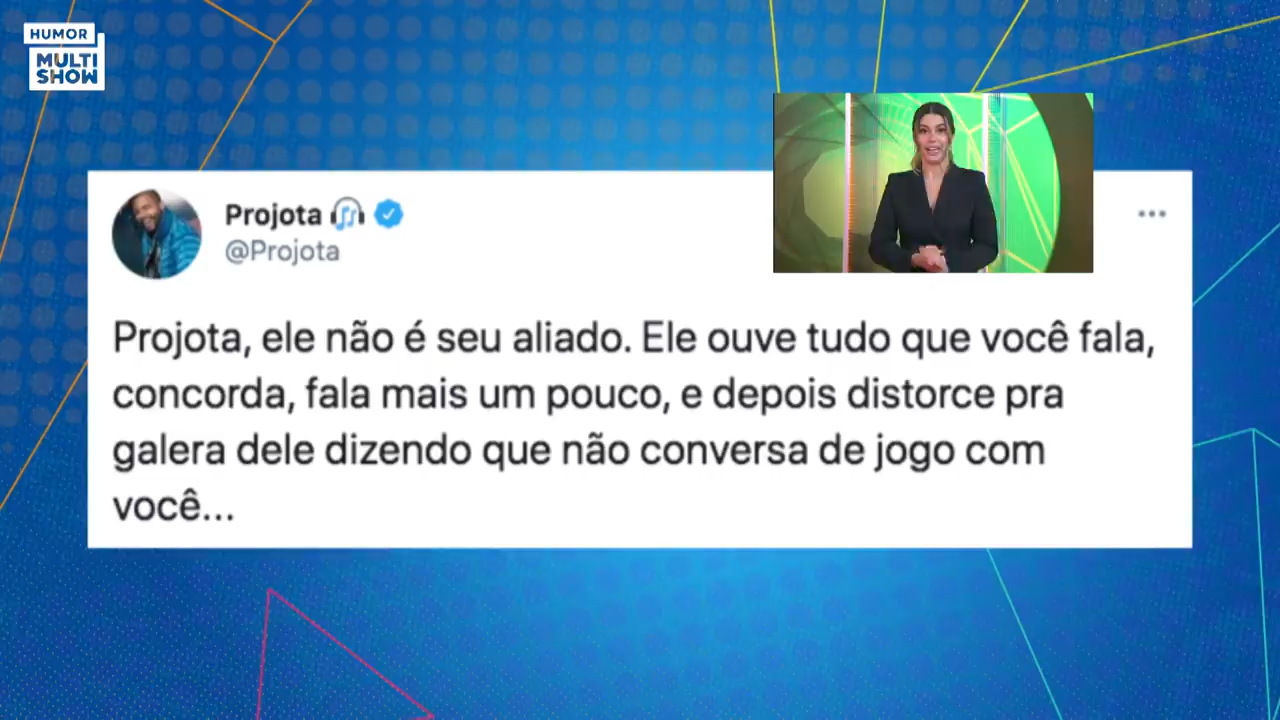 HUMOR
MULTI
SHOW
Projota
@Projota
Projota, ele não é seu aliado. Ele ouve tudo que você fala,
concorda, fala mais um pouco, e depois distorce pra
galera dele dizendo que não conversa de jogo com
você...